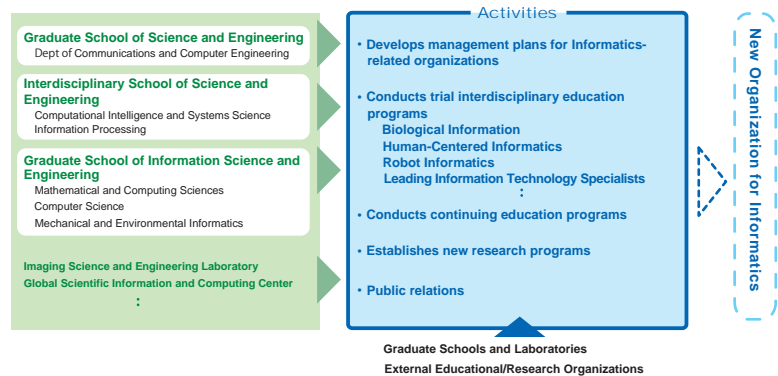 Graduate School of Science and Engineering
Dept of Communications and Computer Engineering
Interdisciplinary School of Science and
Engineering
Computational Intelligence and Systems Science
Information Processing
Graduate School of Information Science and
Engineering
Mathematical and Computing Sciences
Computer Science
Mechanical and Environmental Informatics
Imaging Science and Engineering Laboratory
Global Scientific Information and Computing Center
:
Activities
• Develops management plans for Informatics-
related organizations
• Conducts trial interdisciplinary education
programs
Biological Information
Human-Centered Informatics
Robot Informatics
Leading Information Technology Specialists
:
• Conducts continuing education programs
• Establishes new research programs
• Public relations
Graduate Schools and Laboratories
External Educational/Research Organizations
New Organization for Informatics